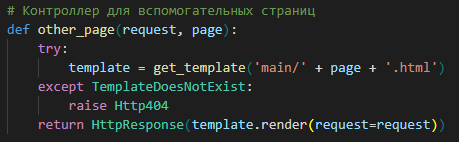 # Контроллер для вспомогательных страниц
def other_page(request, page):
    try:
        template = get_template('main/' + page + '.html')
    except TemplateDoesNotExist:
        raise Http404
    return HttpResponse(template.render(request=request))